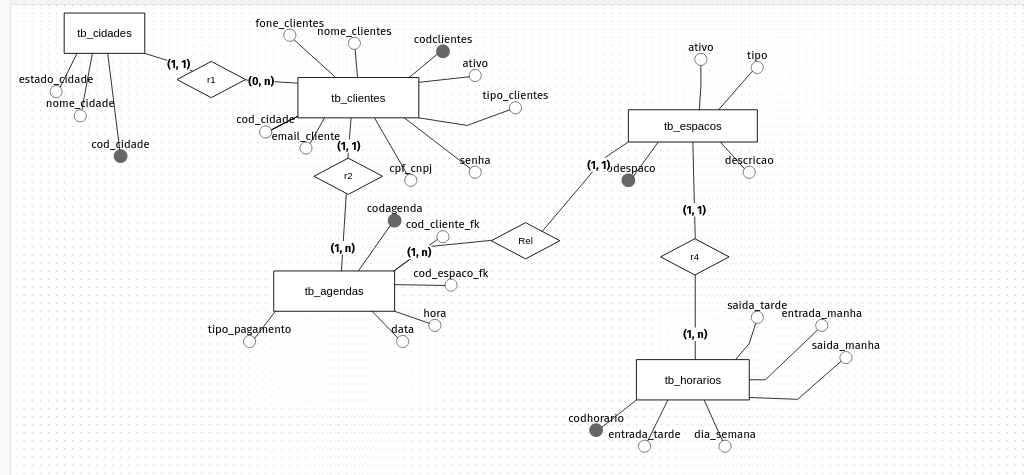 tb_cidades
(1, 1)
r1
(0, n)
estado_cidade
nome_cidade
cod_cidade
fone_clientes
nome_clientes
codclientes
ativo
tipo_clientes
tb_clientes
cod_cidade
email_cliente
(1, 1)
cpf_cnpj
senha
r2
(1, n)
codagenda
cod_cliente_fk
(1, n)
cod_espaco_fk
tb_agendas
hora
data
tipo_pagamento
Rel
(1, 1)
ativo
tipo
tb_espacos
odespaco
descricao
(1, 1)
r4
(1, n)
saida_tarde
entrada_manha
saida_manha
tb_horarios
codhorario
entrada_tarde
dia_semana